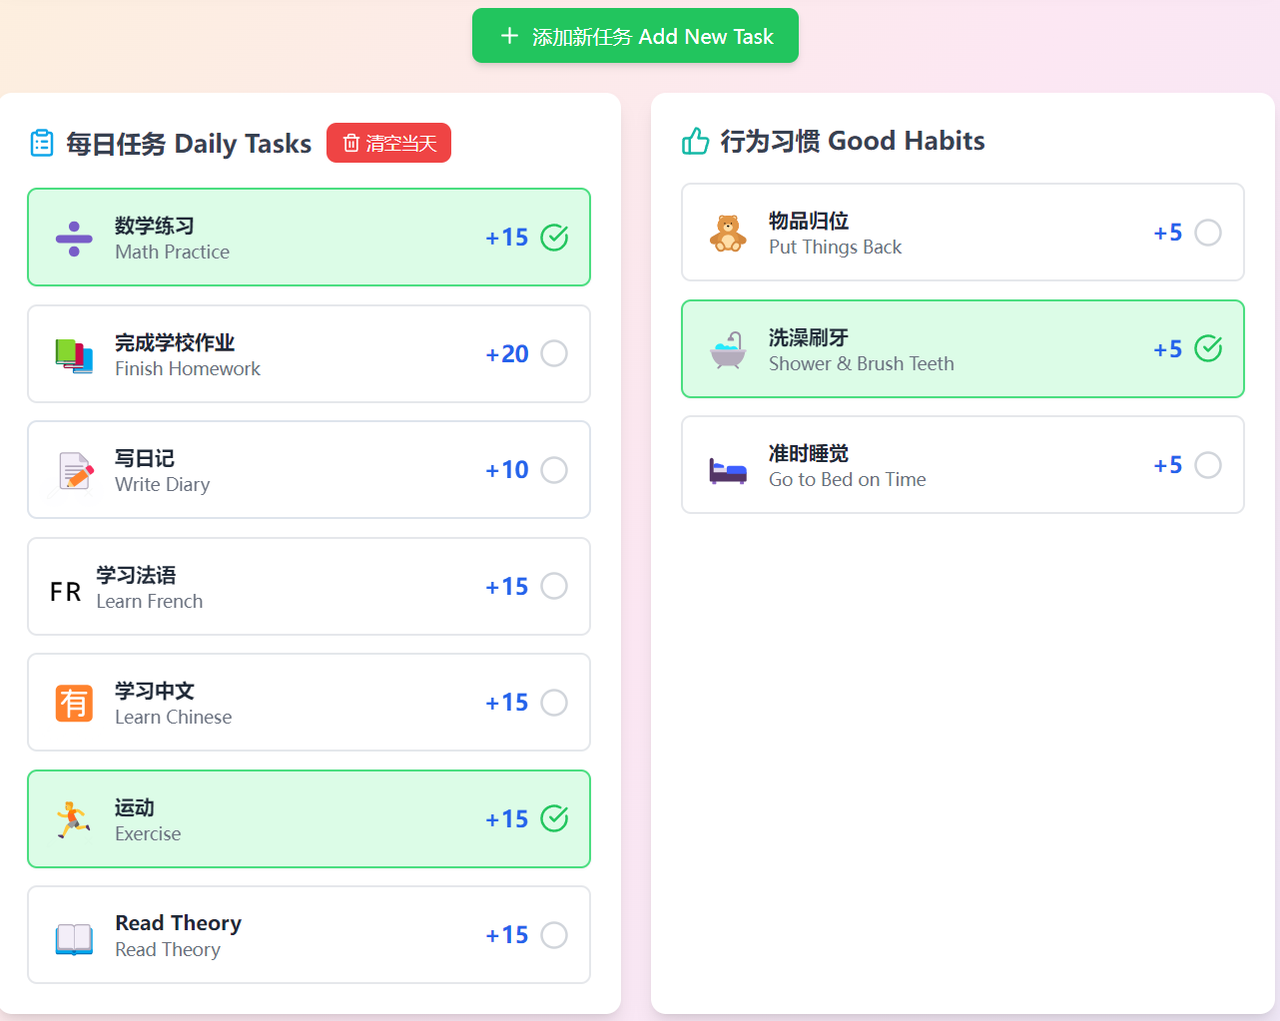 添加新任务 Add New Task
每日任务 Daily Tasks
清空当天
数学练习
Math Practice
+15
完成学校作业
Finish Homework
+20
写日记
Write Diary
+10
FR
学习法语
Learn French
+15
有
学习中文
Learn Chinese
+15
运动
Exercise
+15
Read Theory
Read Theory
+15
行为习惯 Good Habits
物品归位
Put Things Back
+5
洗澡刷牙
Shower & Brush Teeth
+5
准时睡觉
Go to Bed on Time
+5